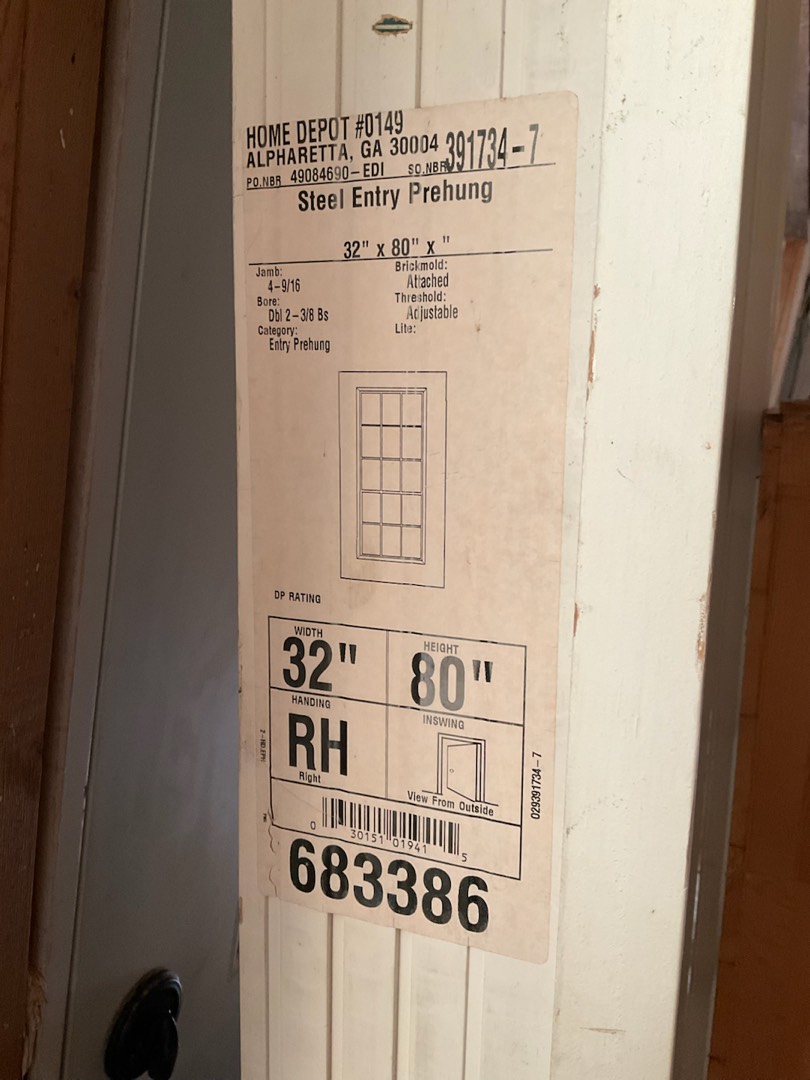 HOME DEPOT #0149
ALPHARETTA, GA 30004
PO.NBR 49084690-EDI SO.NBR 391734-7
Steel Entry Prehung
32" x 80" x "
Jamb:
4-9/16
Bore:
Dbl 2-3/8 Bs
Category:
Entry Prehung
Brickmold:
Attached
Threshold:
Adjustable
Lite:
DP RATING
WIDTH
32"
HEIGHT
80"
HANDING
RH
Right
INSWING
View From Outside
029391734-7
0 30151 01941 5
683386